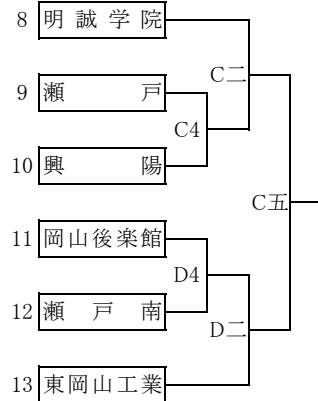 8 明誠学院
C二
9 瀬戸
C4
10 興陽
C五
11 岡山後楽館
D4
12 瀬戸南
D二
13 東岡山工業